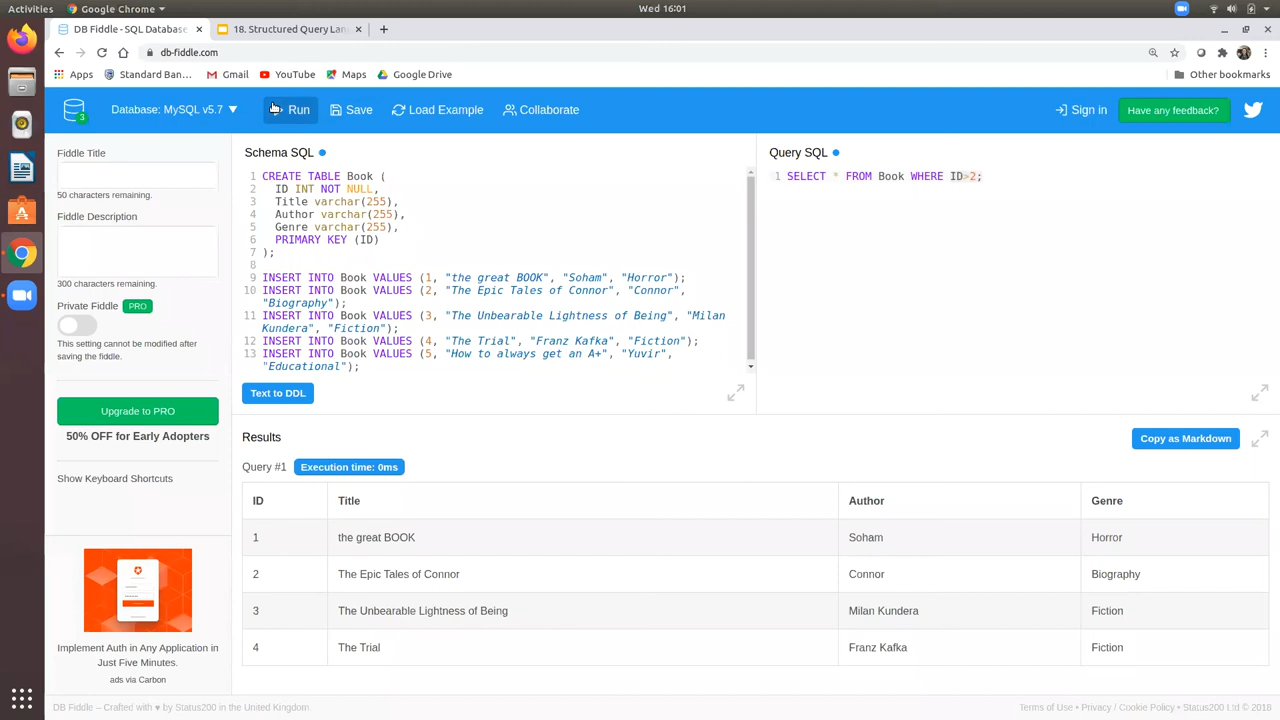 Activities
Google Chrome
Wed 16:01
DB Fiddle - SQL Database
18. Structured Query Lan
db-fiddle.com
Apps
Standard Ban...
Gmail
YouTube
Maps
Google Drive
Other bookmarks
3
Database: MySQL v5.7
Run
Save
Load Example
Collaborate
Sign in
Have any feedback?
Fiddle Title
50 characters remaining.
Fiddle Description
300 characters remaining.
Private Fiddle PRO
This setting cannot be modified after
saving the fiddle.
Upgrade to PRO
50% OFF for Early Adopters
Show Keyboard Shortcuts
Implement Auth in Any Application in
Just Five Minutes.
ads via Carbon
Schema SQL
1 CREATE TABLE Book (
2 ID INT NOT NULL,
3 Title varchar(255),
4 Author varchar(255),
5 Genre varchar(255),
6 PRIMARY KEY (ID)
7 );
8
9 INSERT INTO Book VALUES (1, "the great BOOK", "Soham", "Horror");
10 INSERT INTO Book VALUES (2, "The Epic Tales of Connor", "Connor",
"Biography");
11 INSERT INTO Book VALUES (3, "The Unbearable Lightness of Being", "Milan
Kundera", "Fiction");
12 INSERT INTO Book VALUES (4, "The Trial", "Franz Kafka", "Fiction");
13 INSERT INTO Book VALUES (5, "How to always get an A+", "Yuvir",
"Educational");
Text to DDL
Query SQL
1 SELECT * FROM Book WHERE ID>2;
Results
Copy as Markdown
Query #1 Execution time: 0ms
ID Title Author Genre
1 the great BOOK Soham Horror
2 The Epic Tales of Connor Connor Biography
3 The Unbearable Lightness of Being Milan Kundera Fiction
4 The Trial Franz Kafka Fiction
DB Fiddle – Crafted with ♥ by Status200 in the United Kingdom.
Terms of Use • Privacy / Cookie Policy • Status200 Ltd © 2018